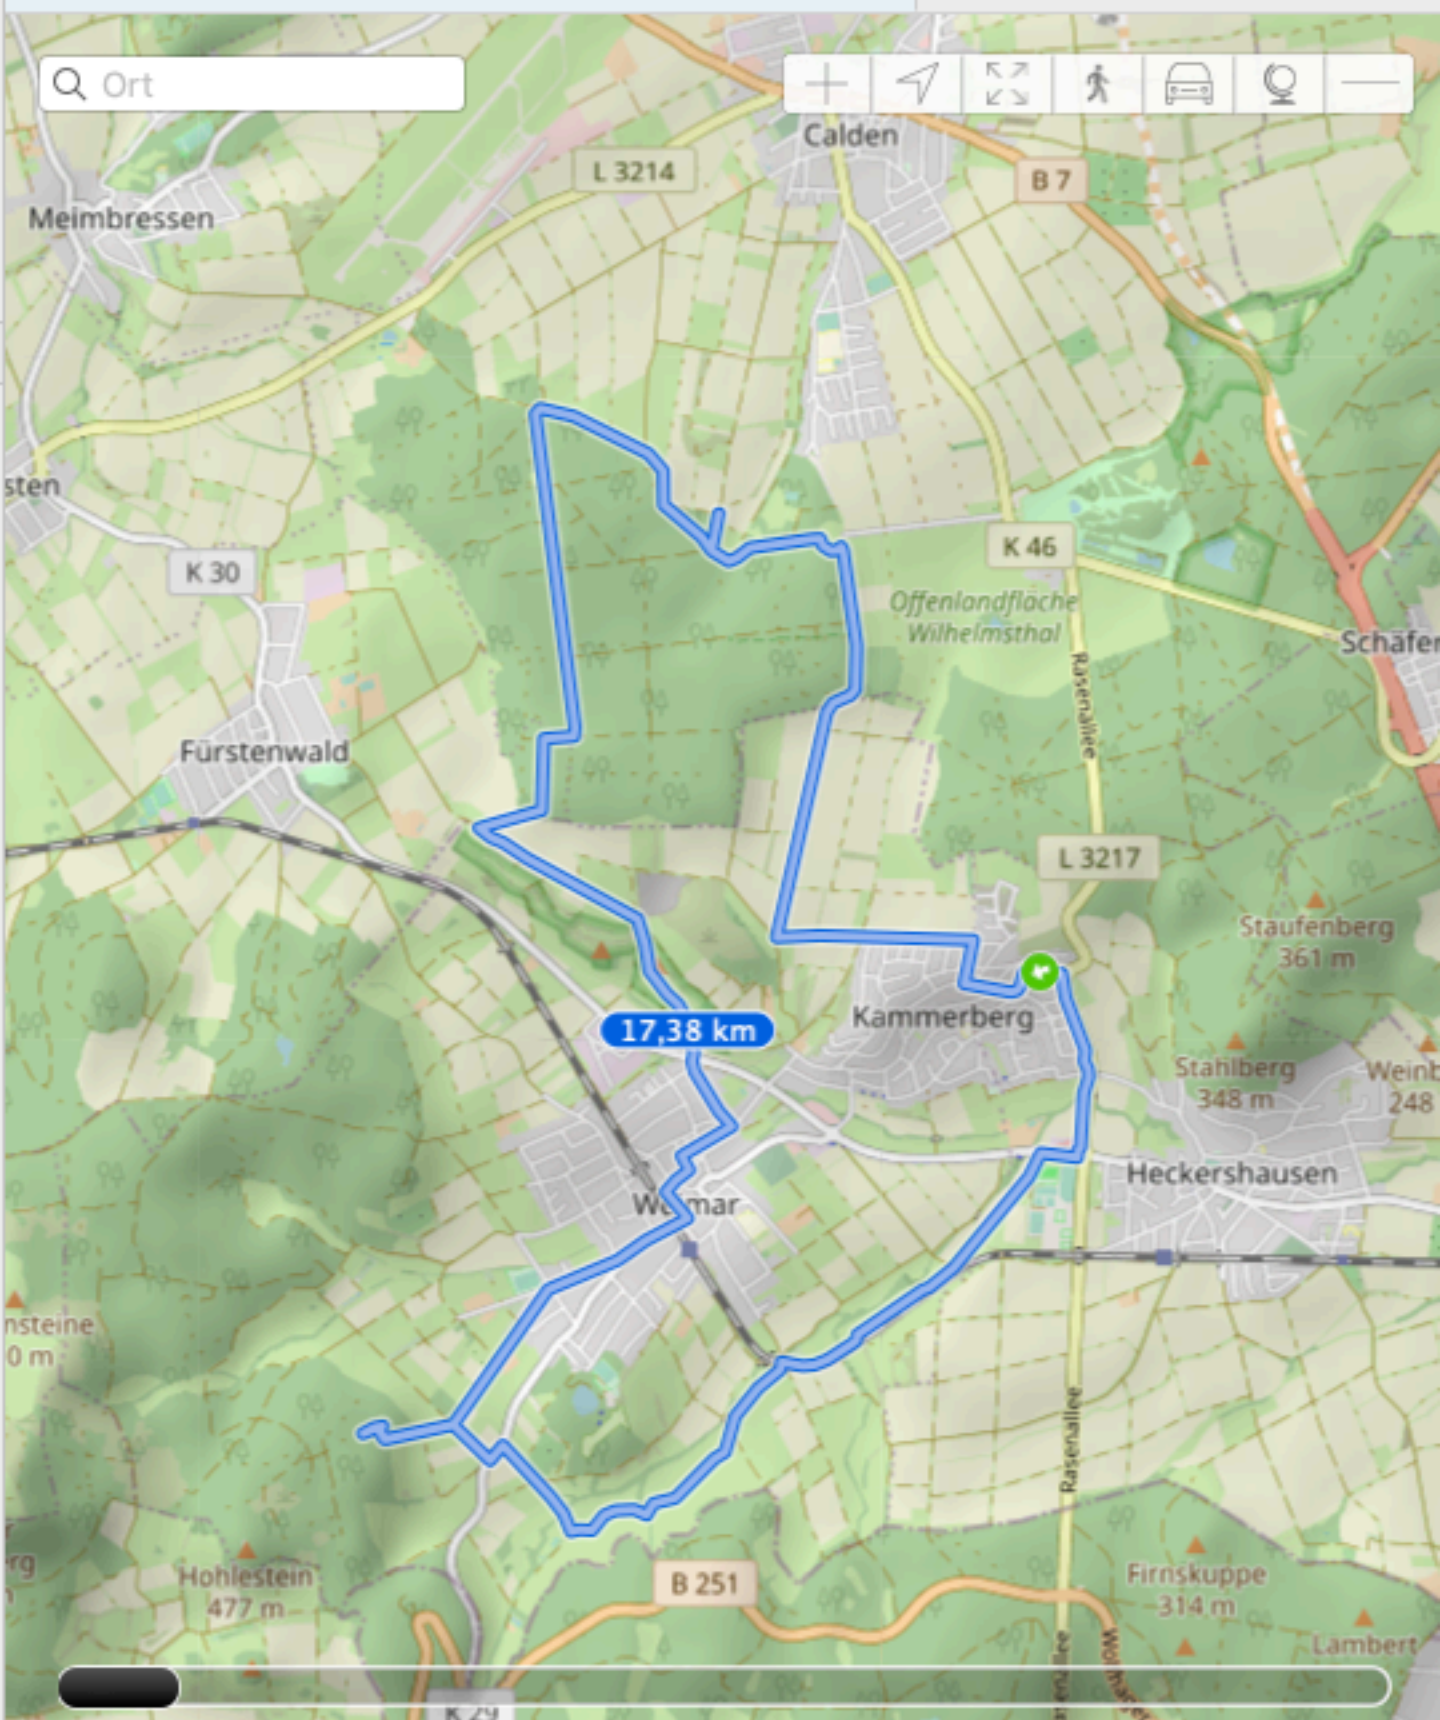 Ort
Calden
L 3214
B 7
Meimbressen
sten
K 30
K 46
Offenlandfläche
Wilhelmsthal
Schäfer
Rasenallee
Fürstenwald
L 3217
Staufenberg
361 m
17,38 km
Kammerberg
Stahlberg
348 m
Weinb
248
Heckershausen
nsteine
0 m
Rasenallee
Hohlestein
477 m
rg
B 251
Firnskuppe
314 m
Lambert
K 29